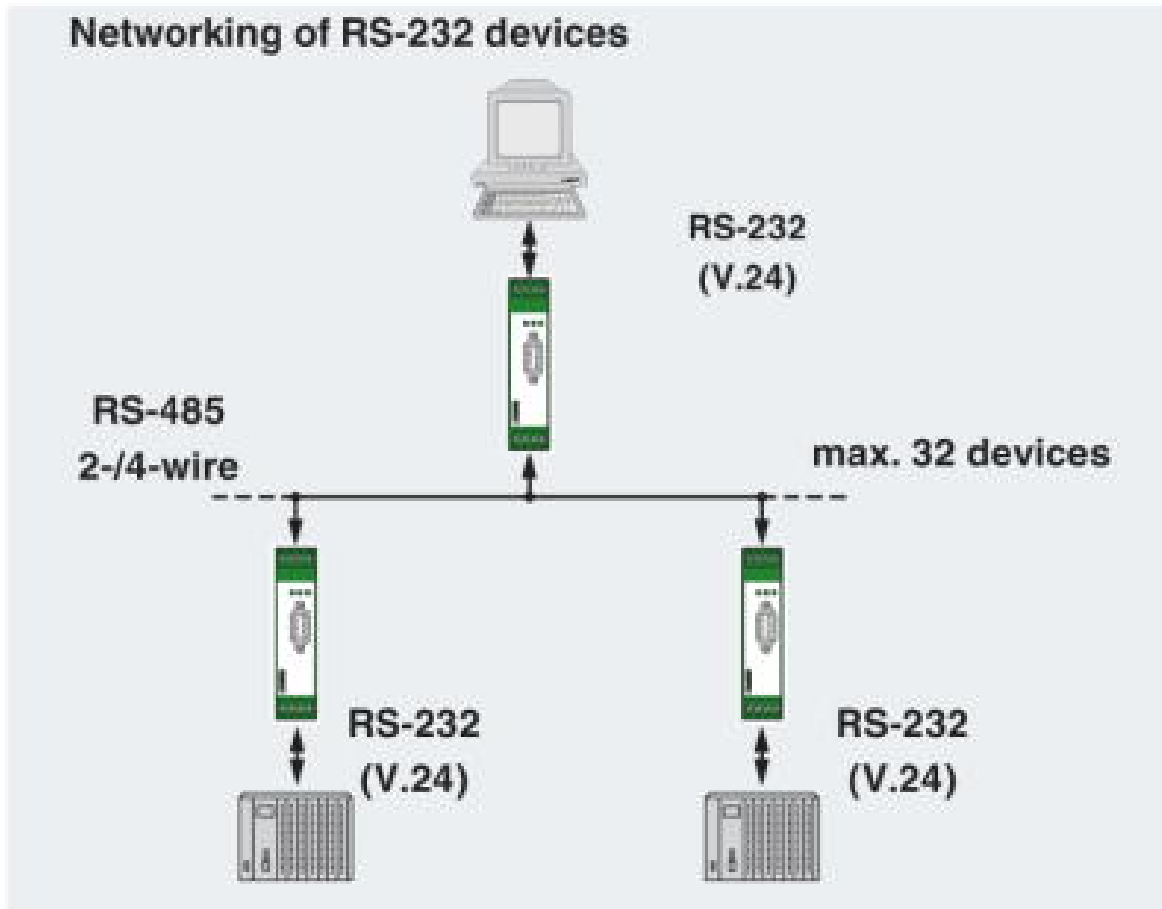 Networking of RS-232 devices
RS-232
(V.24)
RS-485
2-/4-wire
max. 32 devices
RS-232
(V.24)
RS-232
(V.24)